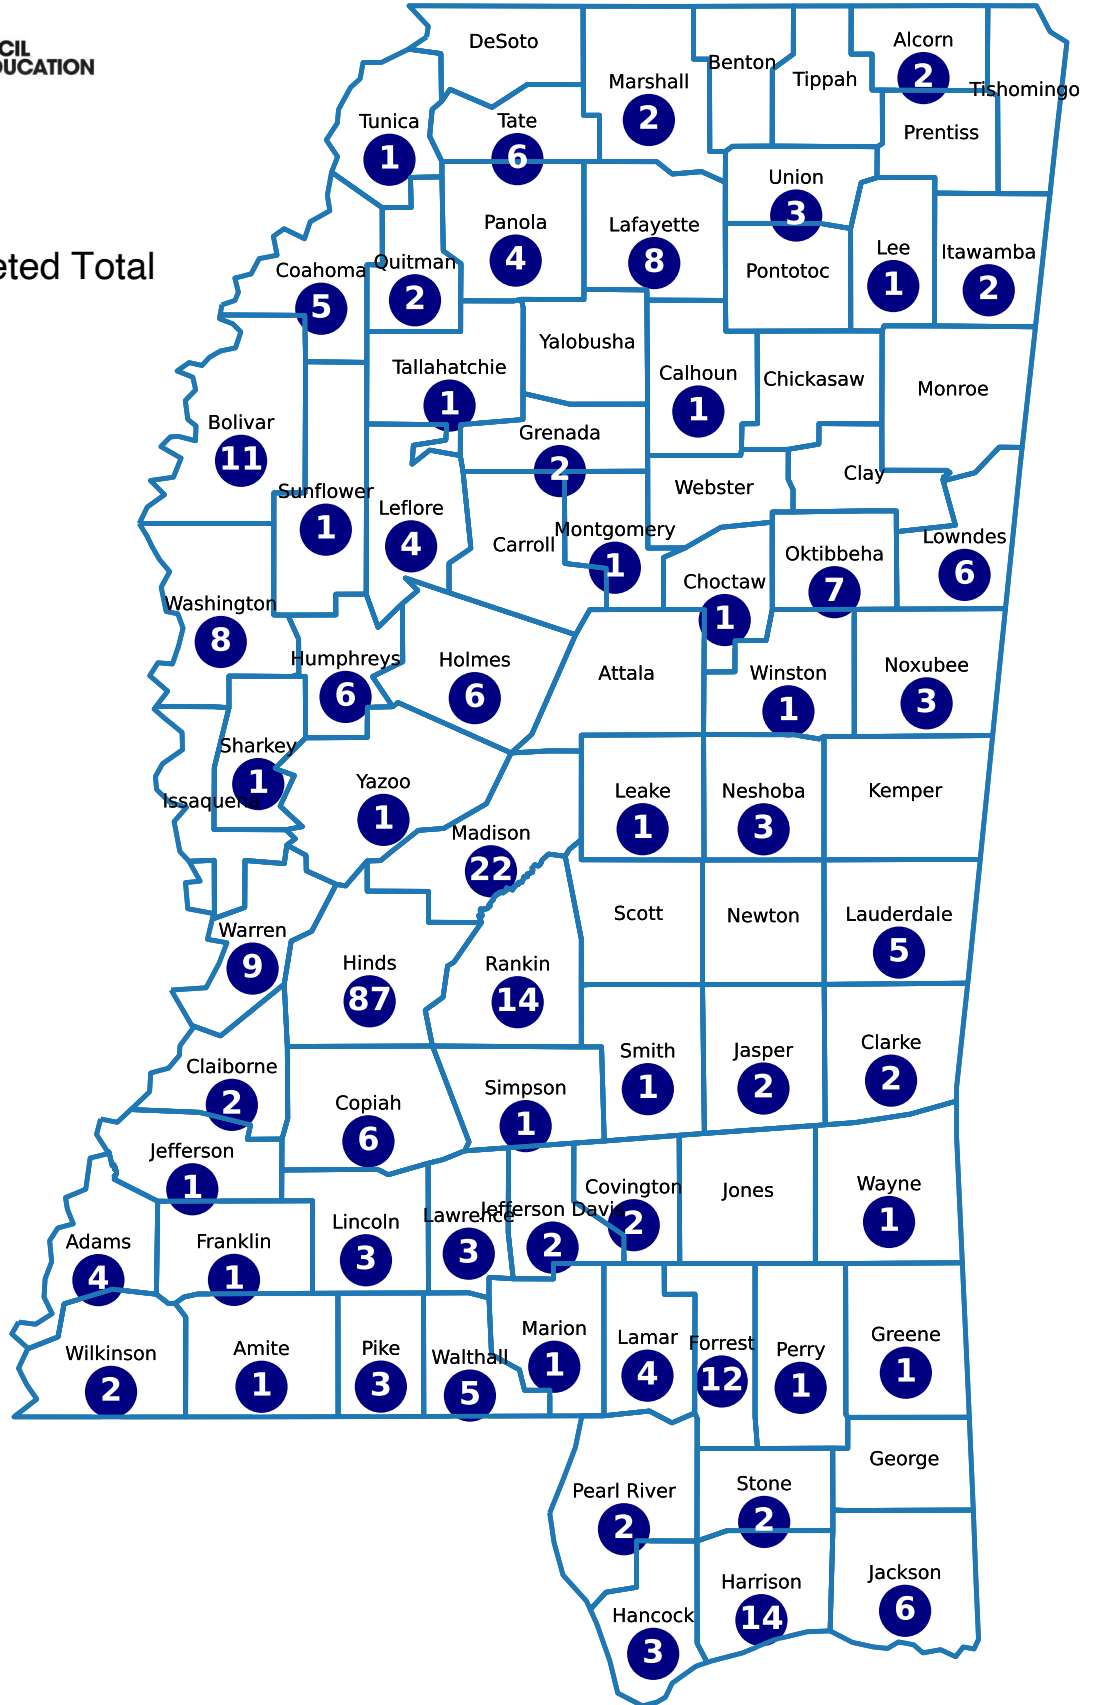 CIL
DUCATION
eted Total
DeSoto
Alcorn
2
Benton
Marshall
2
Tippah
Tishomingo
Tunica
1
Tate
6
Prentiss
Union
3
Panola
4
Lafayette
8
Lee
1
Itawamba
2
Coahoma
5
Quitman
2
Pontotoc
Yalobusha
Tallahatchie
1
Calhoun
1
Chickasaw
Monroe
Bolivar
11
Grenada
2
Clay
Sunflower
1
Webster
Leflore
4
Carroll
Montgomery
1
Oktibbeha
7
Lowndes
6
Choctaw
1
Washington
8
Humphreys
6
Holmes
6
Attala
Winston
1
Noxubee
3
Sharkey
1
Issaquena
Yazoo
1
Leake
1
Neshoba
3
Kemper
Madison
22
Scott
Newton
Lauderdale
5
Warren
9
Hinds
87
Rankin
14
Smith
1
Jasper
2
Clarke
2
Claiborne
2
Simpson
1
Copiah
6
Jefferson
1
Covington
2
Jones
Wayne
1
Lawrence
3
Jefferson Davis
2
Lincoln
3
Adams
4
Franklin
1
Marion
1
Lamar
4
Forrest
12
Perry
1
Greene
1
Wilkinson
2
Amite
1
Pike
3
Walthall
5
George
Pearl River
2
Stone
2
Jackson
6
Harrison
14
Hancock
3